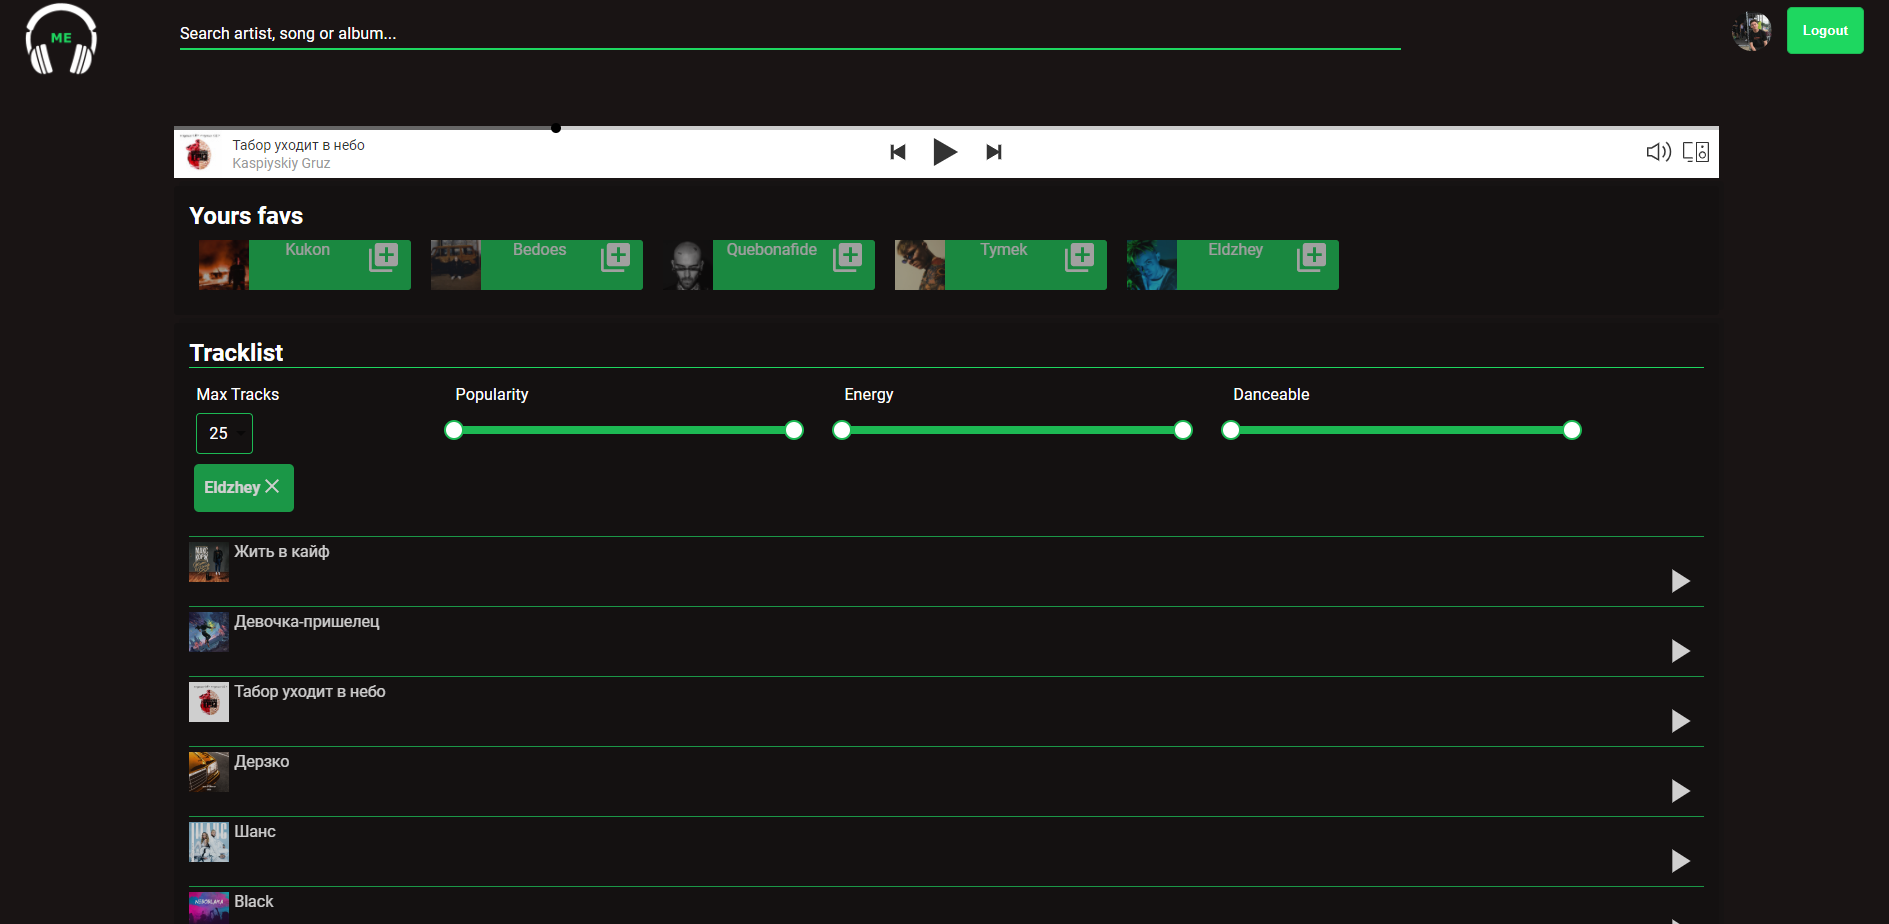 ME
Search artist, song or album...
Logout
Табор уходит в небо
Kaspiyskiy Gruz
Yours favs
Kukon
Bedoes
Quebonafide
Tymek
Eldzhey
Tracklist
Max Tracks
Popularity
Energy
Danceable
25
Eldzhey
Жить в кайф
Девочка-пришелец
Табор уходит в небо
Дерзко
Шанс
Black